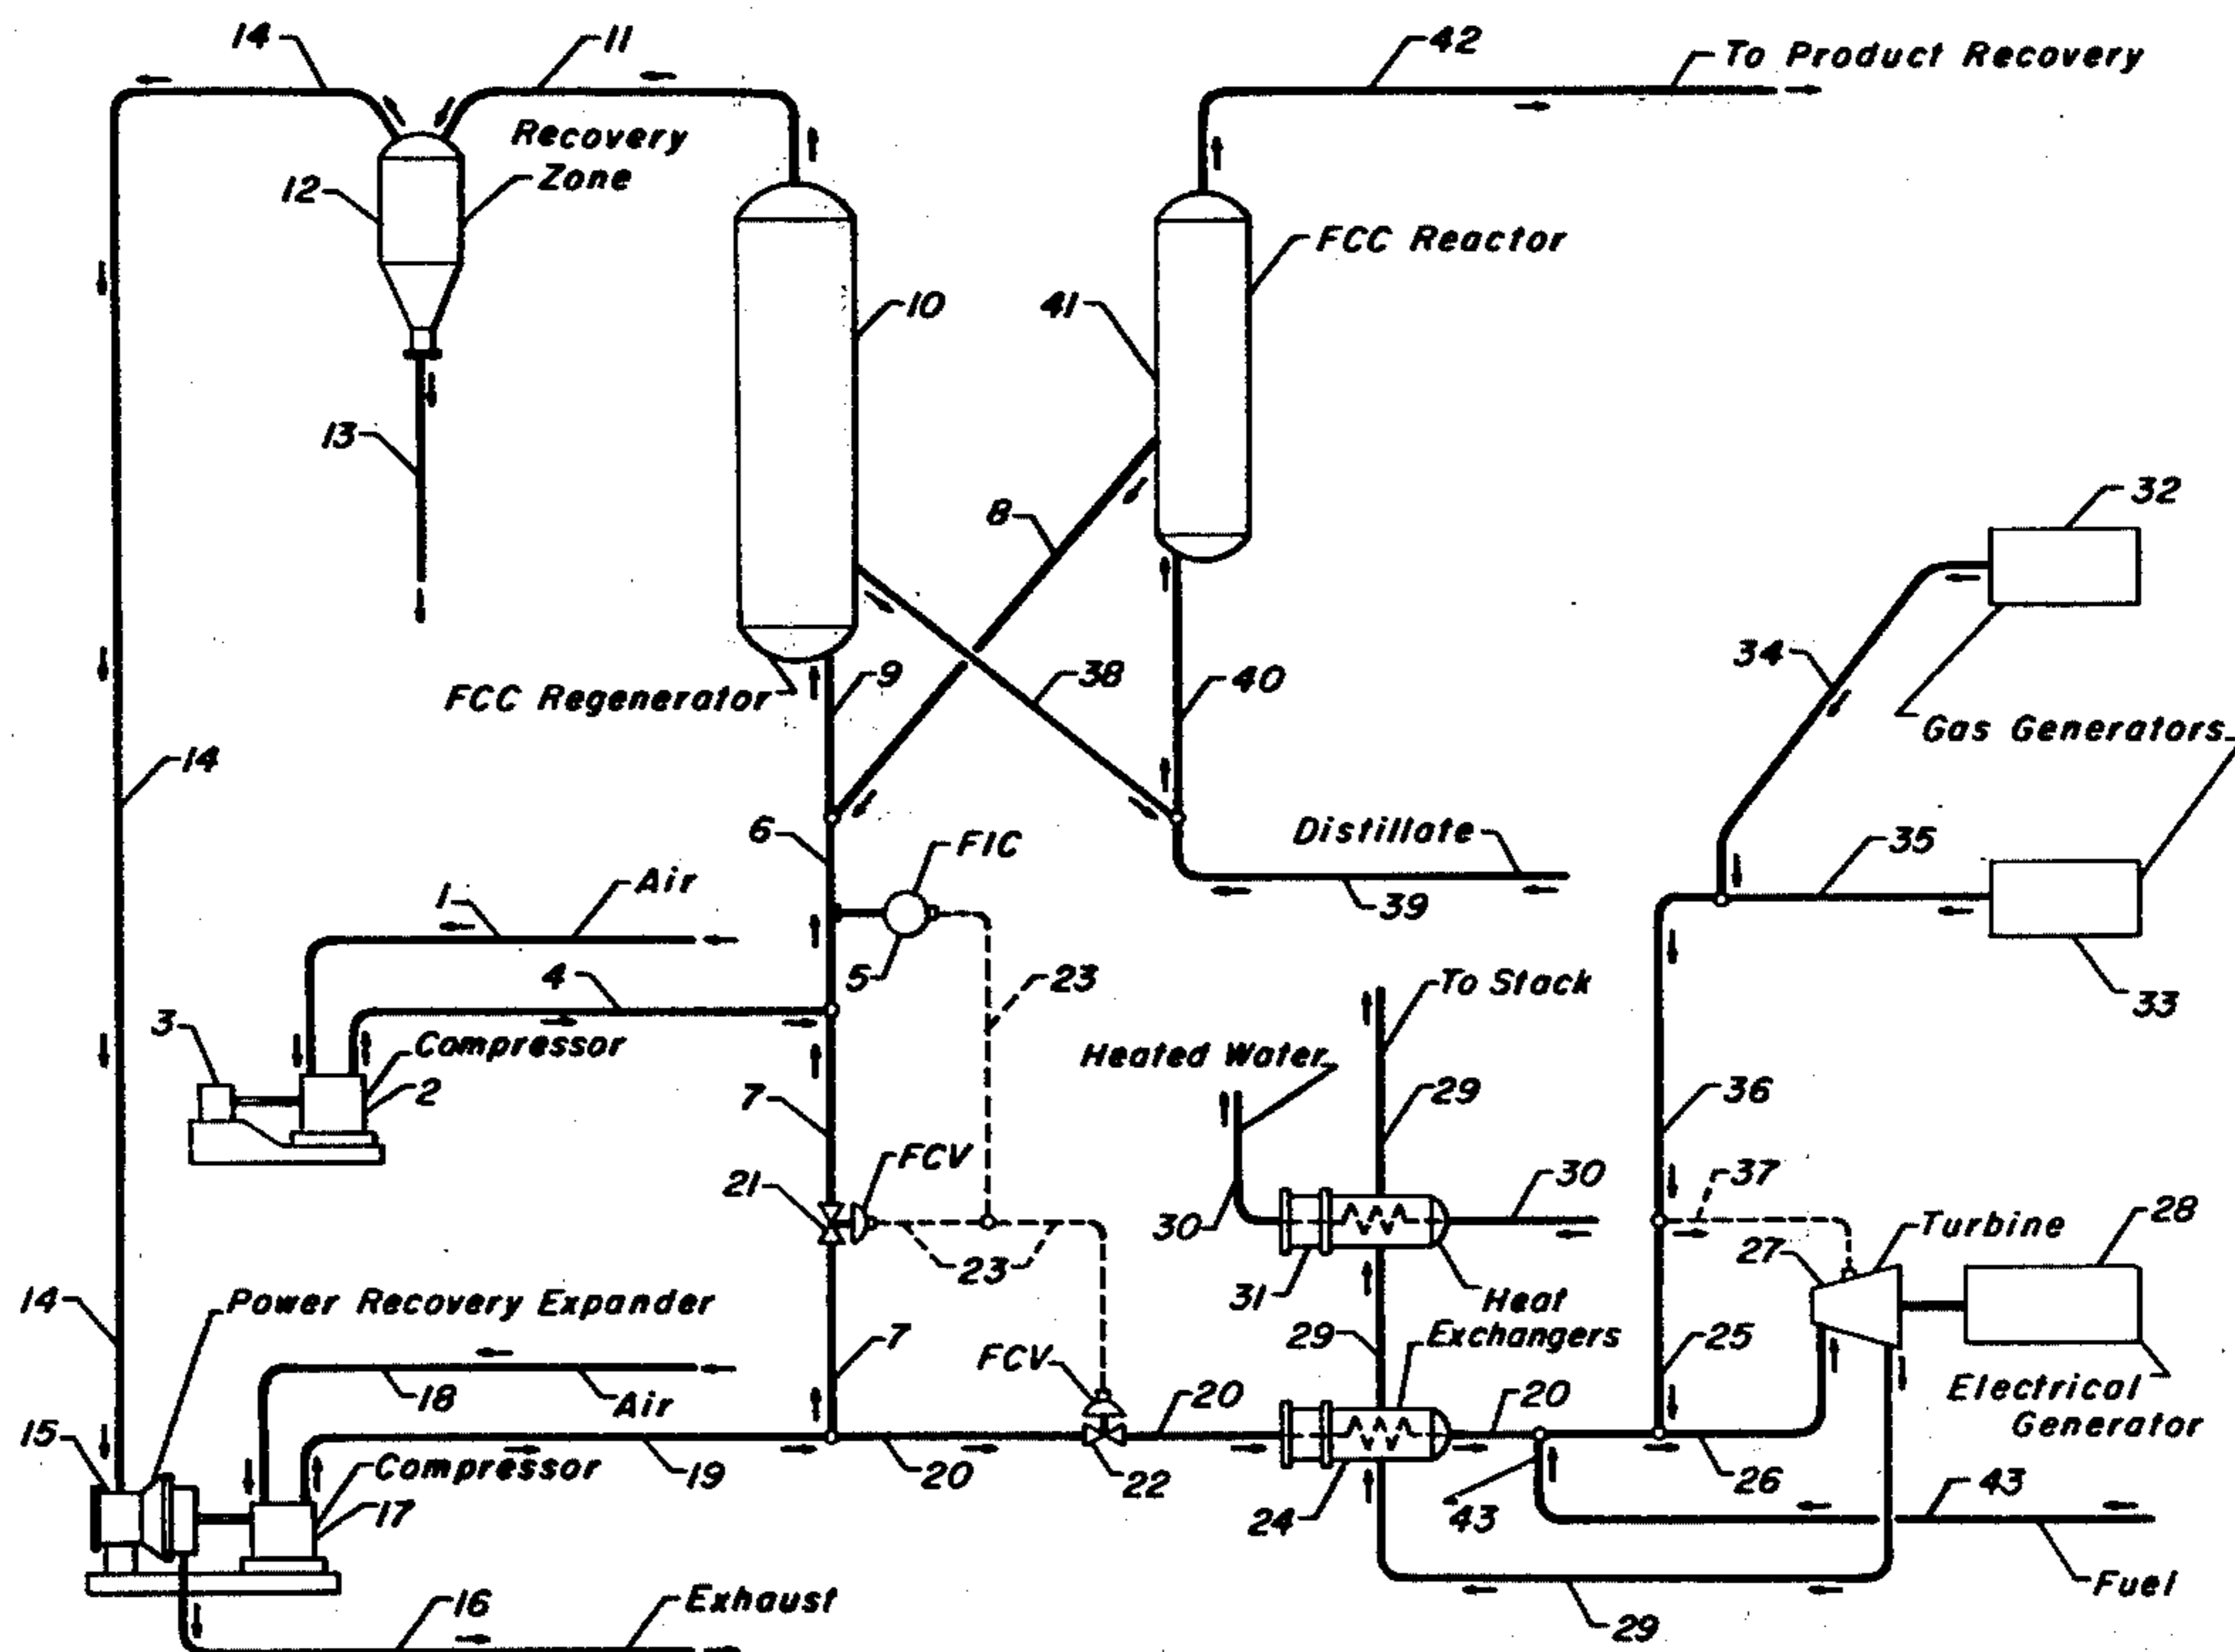 14
11
42
To Product Recovery
Recovery
Zone
12
FCC Reactor
10
41
13
8
32
34
9
38
40
FCC Regenerator
Gas Generators
14
6
FIC
Distillate
35
1
Air
39
5
4
23
To Stack
33
3
Compressor
Heated Water
2
7
29
36
FCV
21
30
30
37
Turbine
28
23
27
31
Heat
Exchangers
14
Power Recovery Expander
7
29
25
FCV
18
Air
20
20
Electrical
Generator
15
Compressor
19
20
22
26
17
24
43
43
16
Exhaust
29
Fuel